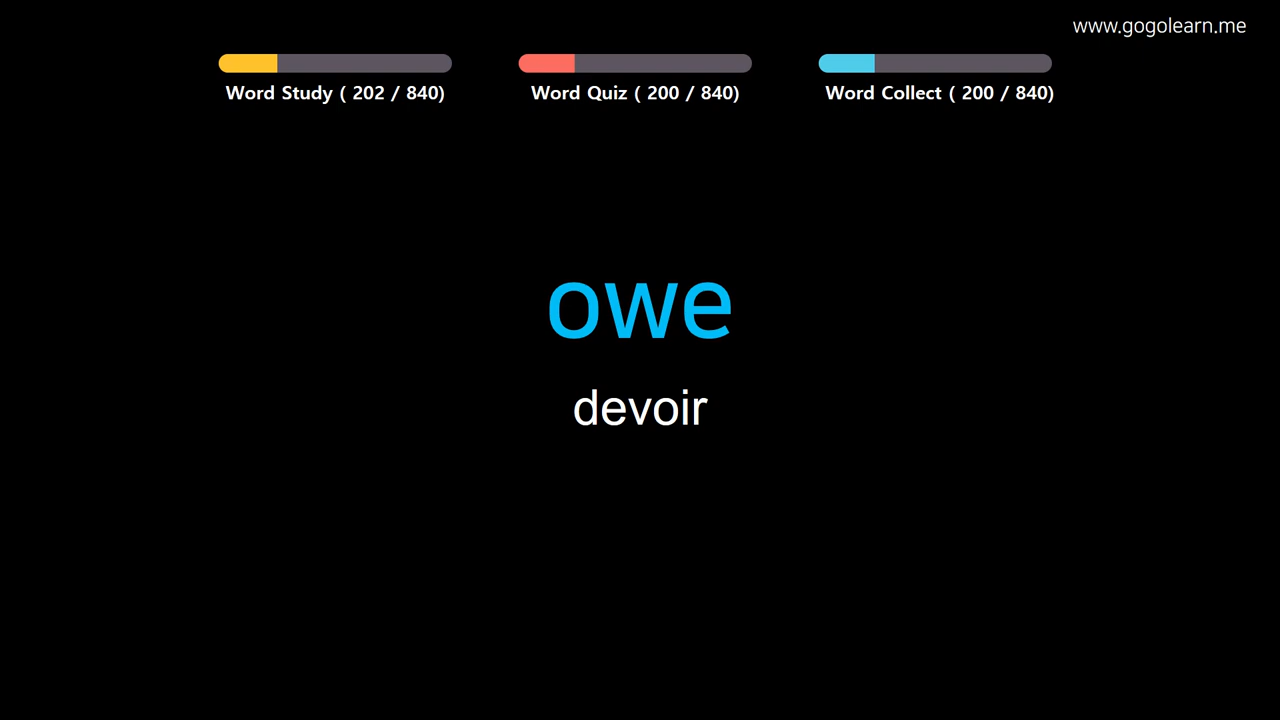 www.gogolearn.me
Word Study ( 202 / 840)
Word Quiz ( 200 / 840)
Word Collect ( 200 / 840)
owe
devoir